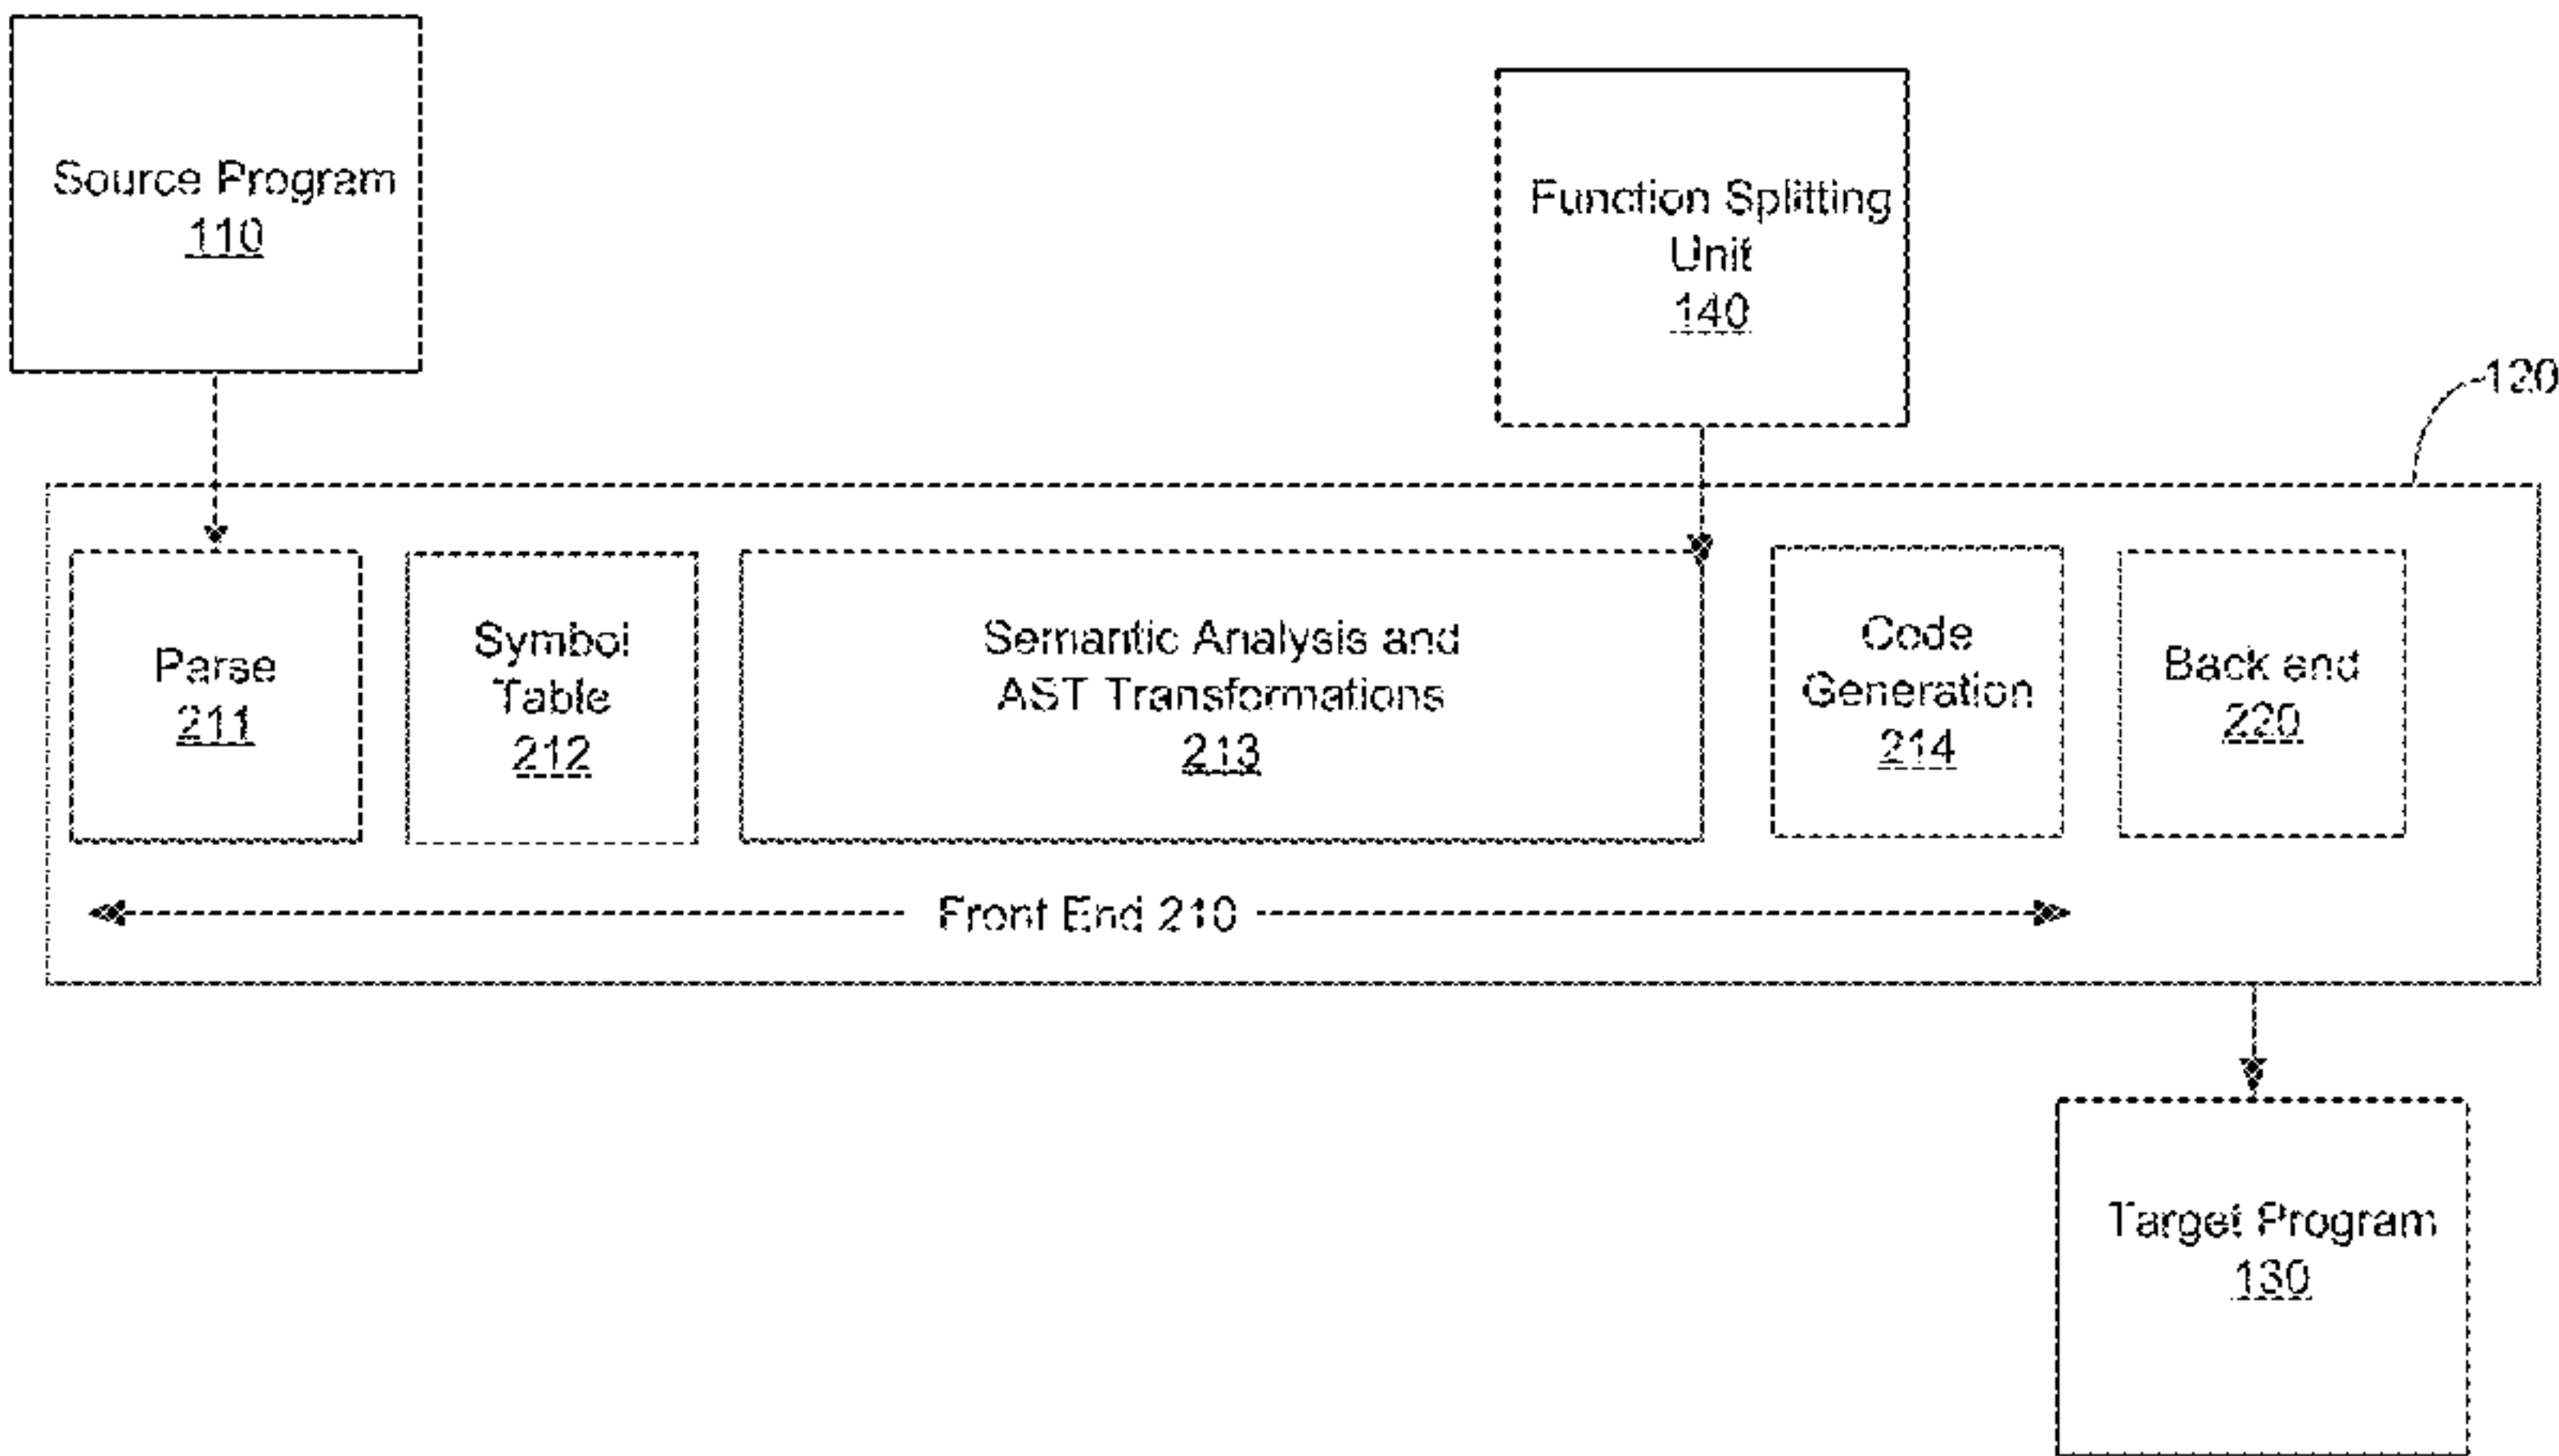 Source Program
110
Function Splitting
Unit
140
120
Parse
211
Symbol
Table
212
Semantic Analysis and
AST Transformations
213
Code
Generation
214
Back end
220
Front End 210
Target Program
130